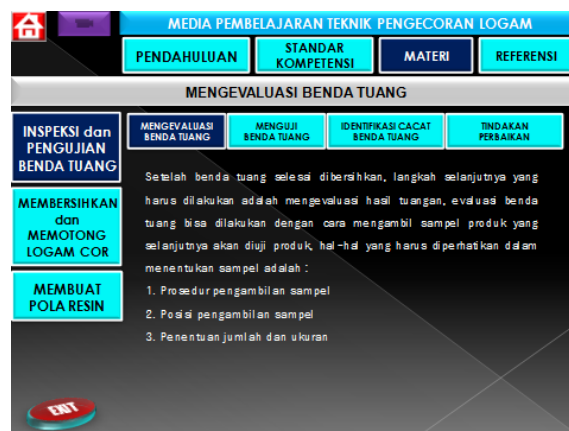 MEDIA PEMBELAJARAN TEKNIK PENGECORAN LOGAM
PENDAHULUAN
STANDAR
KOMPETENSI
MATERI
REFERENSI
MENGEVALUASI BENDA TUANG
INSPEKSI dan
PENGUJIAN
BENDA TUANG
MEMBERSIHKAN
dan
MEMOTONG
LOGAM COR
MEMBUAT
POLA RESIN
MENGEVALUASI
BENDA TUANG
MENGUJI
BENDA TUANG
IDENTIFIKASI CACAT
BENDA TUANG
TINDAKAN
PERBAIKAN
Setelah benda tuang selesai dibersihkan, langkah selanjutnya yang
harus dilakukan adalah mengevaluasi hasil tuangan, evaluasi benda
tuang bisa dilakukan dengan cara mengambil sampel produk yang
selanjutnya akan diuji produk, hal-hal yang harus diperhatikan dalam
menentukan sampel adalah :
1. Prosedur pengambilan sampel
2. Posisi pengambilan sampel
3. Penentuan jumlah dan ukuran
EXIT